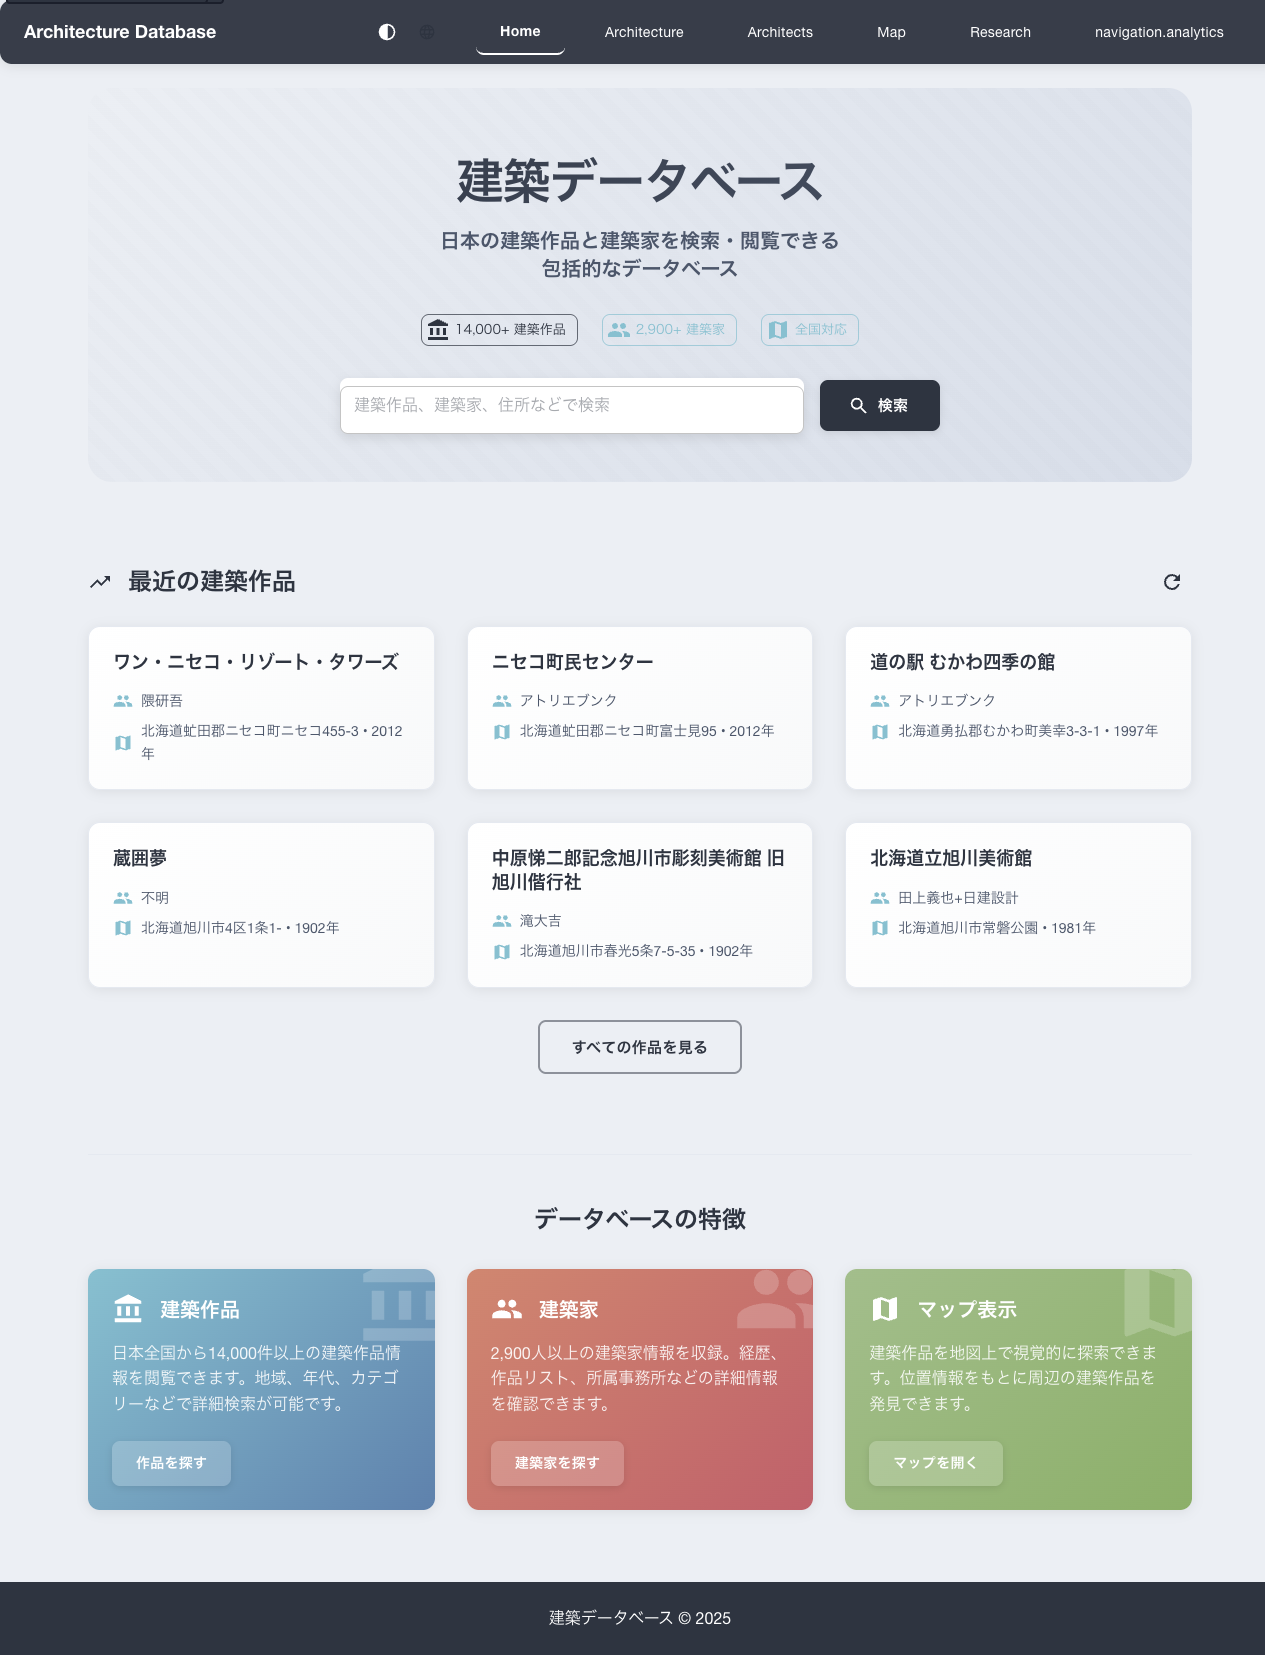 Architecture Database
Home
Architecture
Architects
Map
Research
navigation.analytics
建築データベース
日本の建築作品と建築家を検索・閲覧できる
包括的なデータベース
14,000+ 建築作品
2,900+ 建築家
全国対応
建築作品、建築家、住所などで検索
検索
最近の建築作品
ワン・ニセコ・リゾート・タワーズ
隈研吾
北海道虻田郡ニセコ町ニセコ455-3 • 2012
年
ニセコ町民センター
アトリエブンク
北海道虻田郡ニセコ町富士見95 • 2012年
道の駅 むかわ四季の館
アトリエブンク
北海道勇払郡むかわ町美幸3-3-1 • 1997年
蔵囲夢
不明
北海道旭川市4区1条1- • 1902年
中原悌二郎記念旭川市彫刻美術館 旧
旭川偕行社
滝大吉
北海道旭川市春光5条7-5-35 • 1902年
北海道立旭川美術館
田上義也+日建設計
北海道旭川市常磐公園 • 1981年
すべての作品を見る
データベースの特徴
建築作品
日本全国から14,000件以上の建築作品情
報を閲覧できます。地域、年代、カテゴ
リーなどで詳細検索が可能です。
作品を探す
建築家
2,900人以上の建築家情報を収録。経歴、
作品リスト、所属事務所などの詳細情報
を確認できます。
建築家を探す
マップ表示
建築作品を地図上で視覚的に探索できま
す。位置情報をもとに周辺の建築作品を
発見できます。
マップを開く
建築データベース © 2025